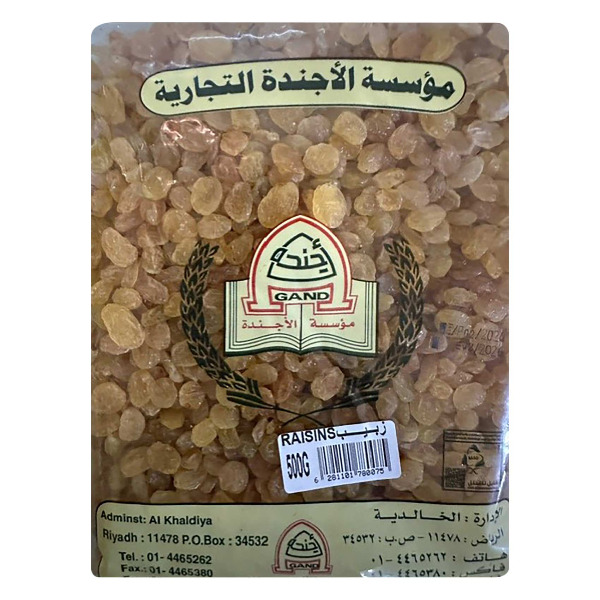 مؤسسة الأجندة التجارية
أجندة
GAND
مؤسسة الأجندة
RAISINS زبيب
500G
6 281101 780075
Adminst: Al Khaldiya
Riyadh : 11478 P.O.Box : 34532
Tel. : 01- 4465262
Fax.: 01- 4465380
أجندة
GAND
الإدارة : الخالدية
الرياض : ١١٤٧٨ - ص.ب : ٣٤٥٣٢
هاتف : ٤٤٦٥٢٦٢ - ٠١
فاكس : ٤٤٦٥٣٨٠ - ٠١